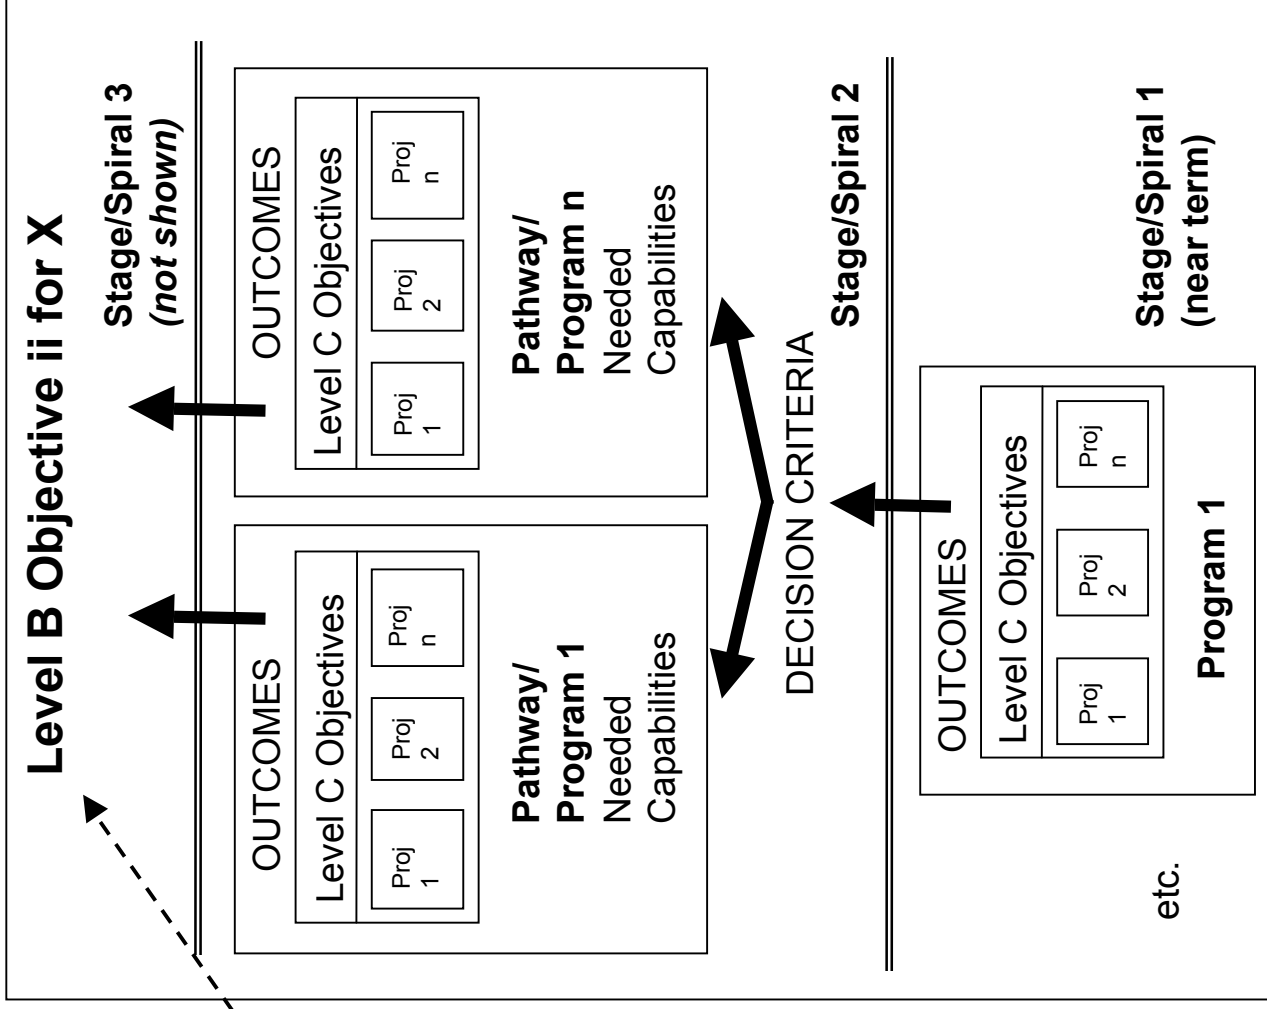 Level B Objective ii for X
Stage/Spiral 3
(not shown)
OUTCOMES
Level C Objectives
Proj
1
Proj
2
Proj
n
Pathway/
Program 1
Needed
Capabilities
OUTCOMES
Level C Objectives
Proj
1
Proj
2
Proj
n
Pathway/
Program n
Needed
Capabilities
DECISION CRITERIA
Stage/Spiral 2
OUTCOMES
Level C Objectives
Proj
1
Proj
2
Proj
n
Program 1
Stage/Spiral 1
(near term)
etc.